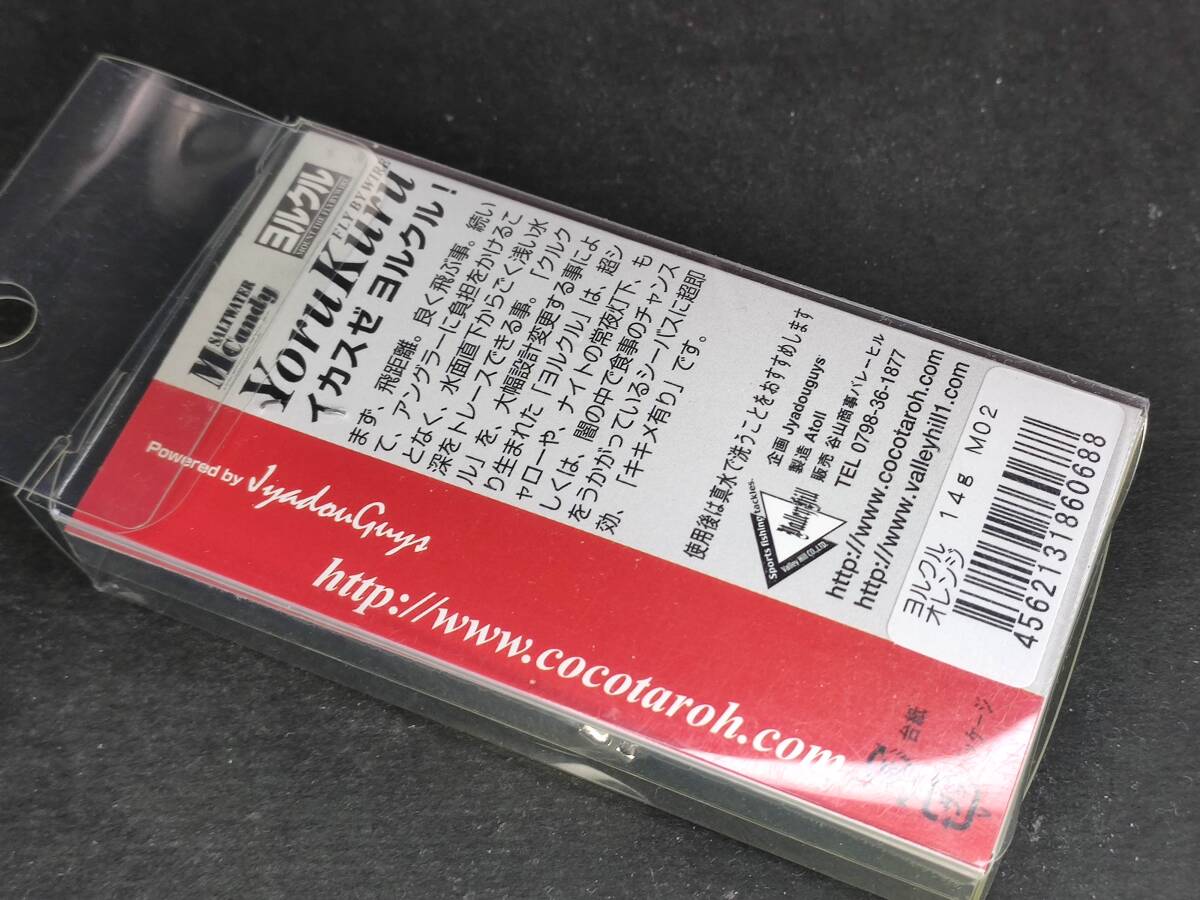 ヨルクル
SALTWATER
Candy
FLY BY WIRE
YoruKuru
イカスゼ ヨルクル!
まず、飛距離。良く飛ぶ事。続い
て、アングラーに負担をかけるこ
となく、水面直下からごく浅い水
深をトレースできる事。「クルク
ル」を、大幅設計変更する事によ
り生まれた「ヨルクル」は、超シ
ャローや、ナイトの常夜灯下、も
しくは、闇の中で食事のチャンス
をうかがっているシーバスに超即
効、「キキメ有り」です。
使用後は真水で洗うことをおすすめします
企画 Jyadouguys
製造 Atoll
販売 谷山商事バレーヒル
TEL 0798-36-1877
http://www.cocotaroh.com
http://www.valleyhill1.com
Sports fishing tackles.
Valley Hill CO.,LTD.
ヨルクル 14g M02
オレンジ
4562131860688
Powered by JyadouGuys
http://www.cocotaroh.com
台紙